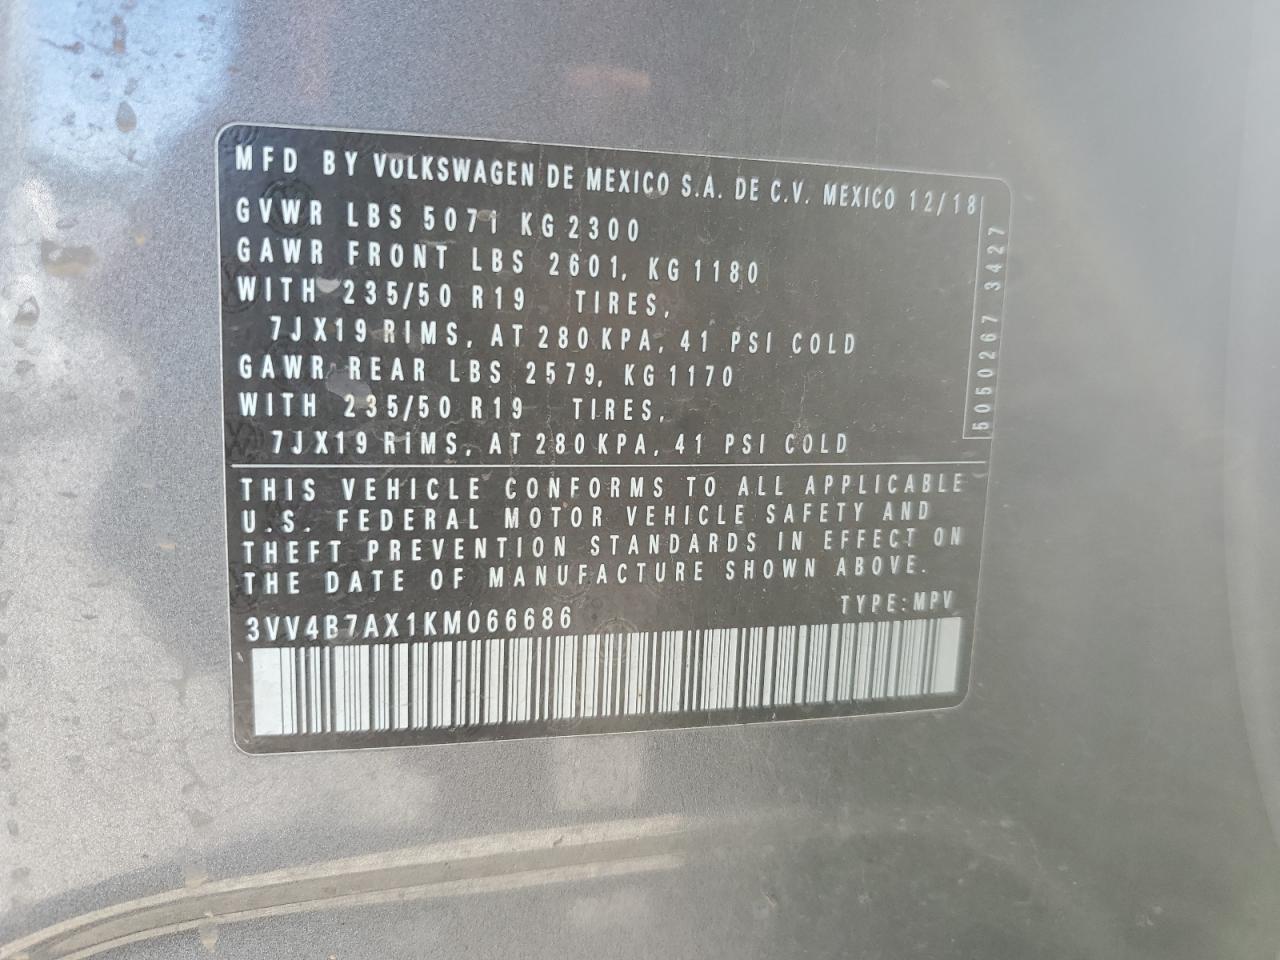 MFD BY VOLKSWAGEN DE MEXICO S.A. DE C.V. MEXICO 12/18
GVWR LBS 5071 KG 2300
GAWR FRONT LBS 2601, KG 1180
WITH 235/50 R19 TIRES,
7JX19 RIMS, AT 280 KPA, 41 PSI COLD
GAWR REAR LBS 2579, KG 1170
WITH 235/50 R19 TIRES,
7JX19 RIMS, AT 280 KPA, 41 PSI COLD
5050267 3427
THIS VEHICLE CONFORMS TO ALL APPLICABLE
U.S. FEDERAL MOTOR VEHICLE SAFETY AND
THEFT PREVENTION STANDARDS IN EFFECT ON
THE DATE OF MANUFACTURE SHOWN ABOVE.
TYPE: MPV
3VV4B7AX1KM066686